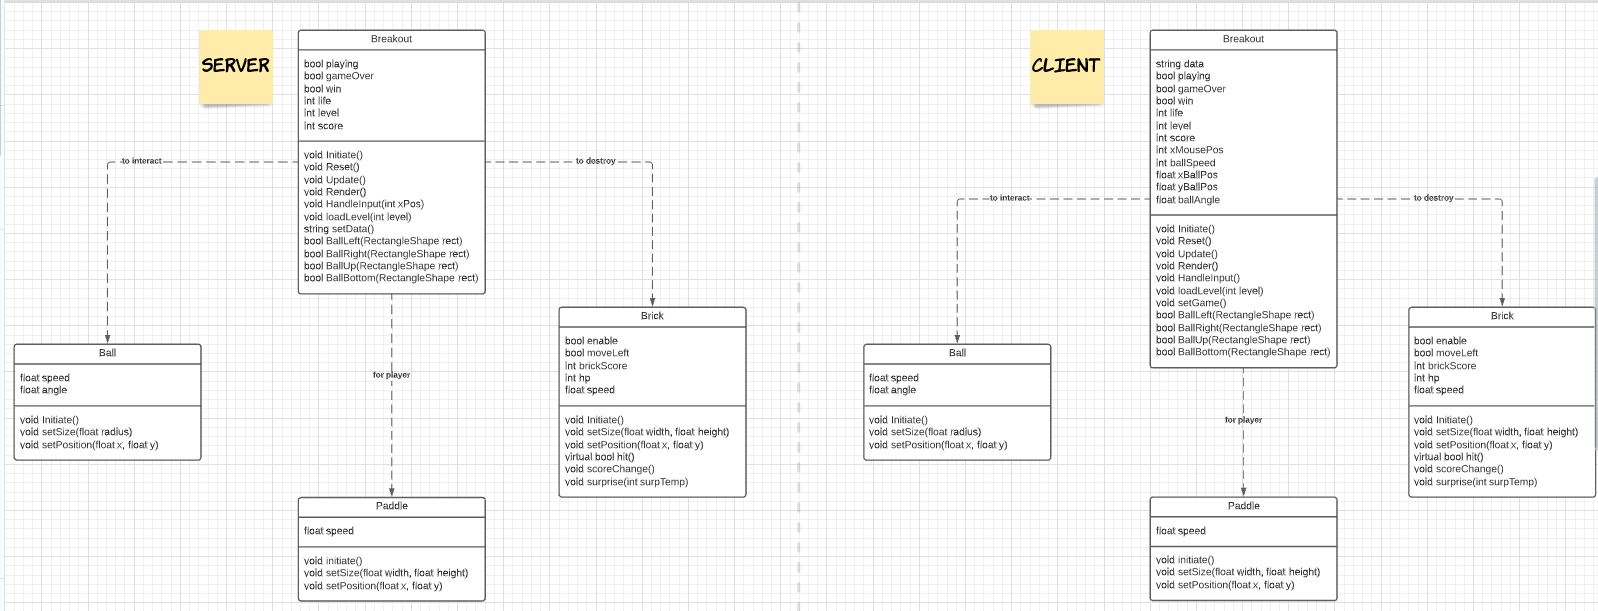 SERVER
Breakout
bool playing
bool gameOver
bool win
int life
int level
int score
void Initiate()
void Reset()
void Update()
void Render()
void HandleInput(int xPos)
void loadLevel(int level)
string setData()
bool BallLeft(RectangleShape rect)
bool BallRight(RectangleShape rect)
bool BallUp(RectangleShape rect)
bool BallBottom(RectangleShape rect)
to interact
to destroy
for player
Ball
float speed
float angle
void Initiate()
void setSize(float radius)
void setPosition(float x, float y)
Brick
bool enable
bool moveLeft
int brickScore
int hp
float speed
void Initiate()
void setSize(float width, float height)
void setPosition(float x, float y)
virtual bool hit()
void scoreChange()
void surprise(int surpTemp)
Paddle
float speed
void initiate()
void setSize(float width, float height)
void setPosition(float x, float y)
CLIENT
Breakout
string data
bool playing
bool gameOver
bool win
int life
int level
int score
int xMousePos
int ballSpeed
float xBallPos
float yBallPos
float ballAngle
void Initiate()
void Reset()
void Update()
void Render()
void HandleInput()
void loadLevel(int level)
void setGame()
bool BallLeft(RectangleShape rect)
bool BallRight(RectangleShape rect)
bool BallUp(RectangleShape rect)
bool BallBottom(RectangleShape rect)
to interact
to destroy
for player
Ball
float speed
float angle
void Initiate()
void setSize(float radius)
void setPosition(float x, float y)
Brick
bool enable
bool moveLeft
int brickScore
int hp
float speed
void Initiate()
void setSize(float width, float height)
void setPosition(float x, float y)
virtual bool hit()
void scoreChange()
void surprise(int surpTemp)
Paddle
float speed
void initiate()
void setSize(float width, float height)
void setPosition(float x, float y)